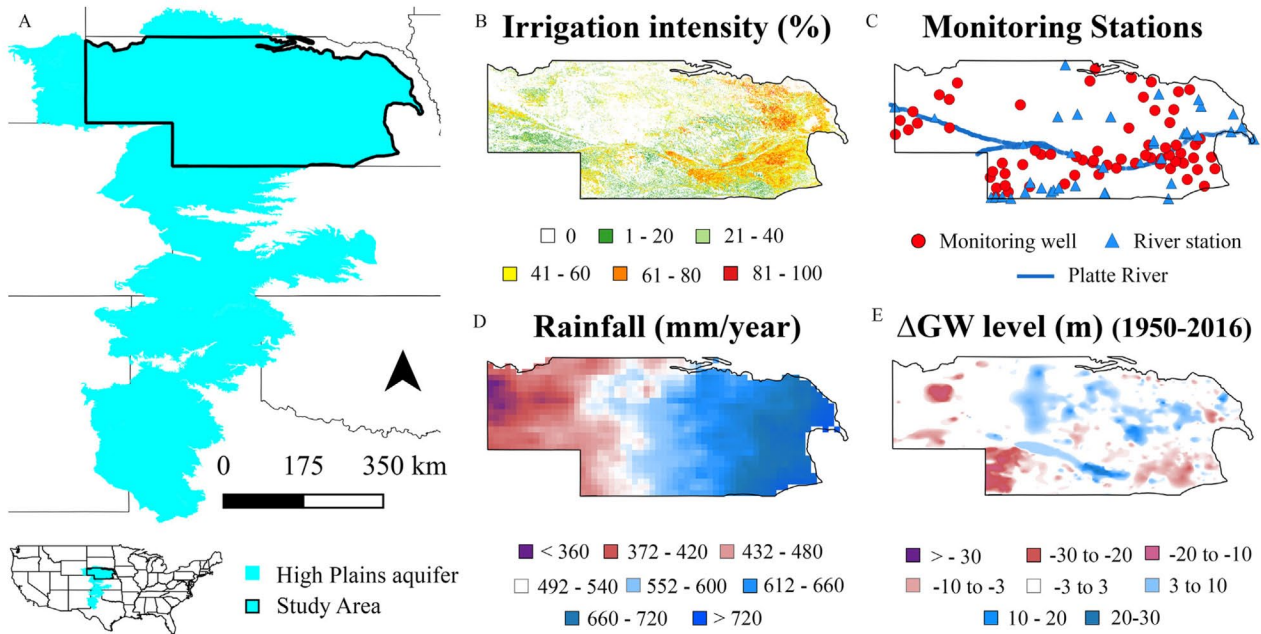 A
0 175 350 km
High Plains aquifer
Study Area
B Irrigation intensity (%)
0 1 - 20 21 - 40
41 - 60 61 - 80 81 - 100
C Monitoring Stations
Monitoring well River station
Platte River
D Rainfall (mm/year)
< 360 372 - 420 432 - 480
492 - 540 552 - 600 612 - 660
660 - 720 > 720
E ΔGW level (m) (1950-2016)
> - 30 -30 to -20 -20 to -10
-10 to -3 -3 to 3 3 to 10
10 - 20 20-30